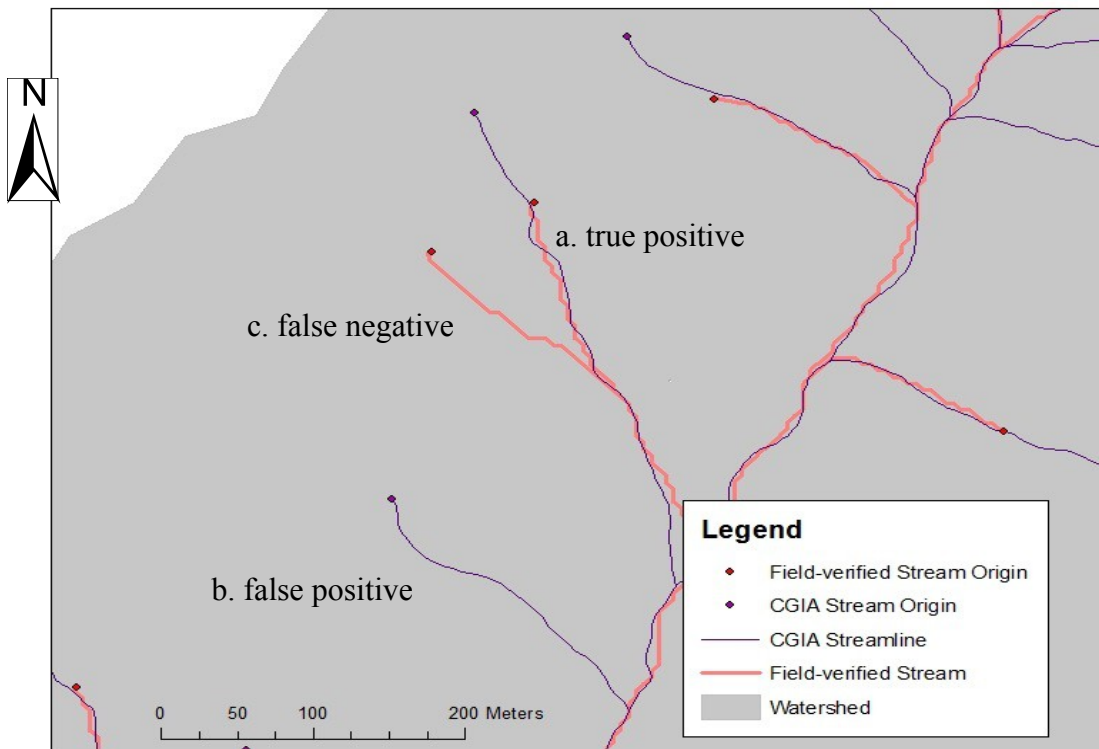 N
a. true positive
c. false negative
b. false positive
Legend
Field-verified Stream Origin
CGIA Stream Origin
CGIA Streamline
Field-verified Stream
Watershed
0 50 100 200 Meters